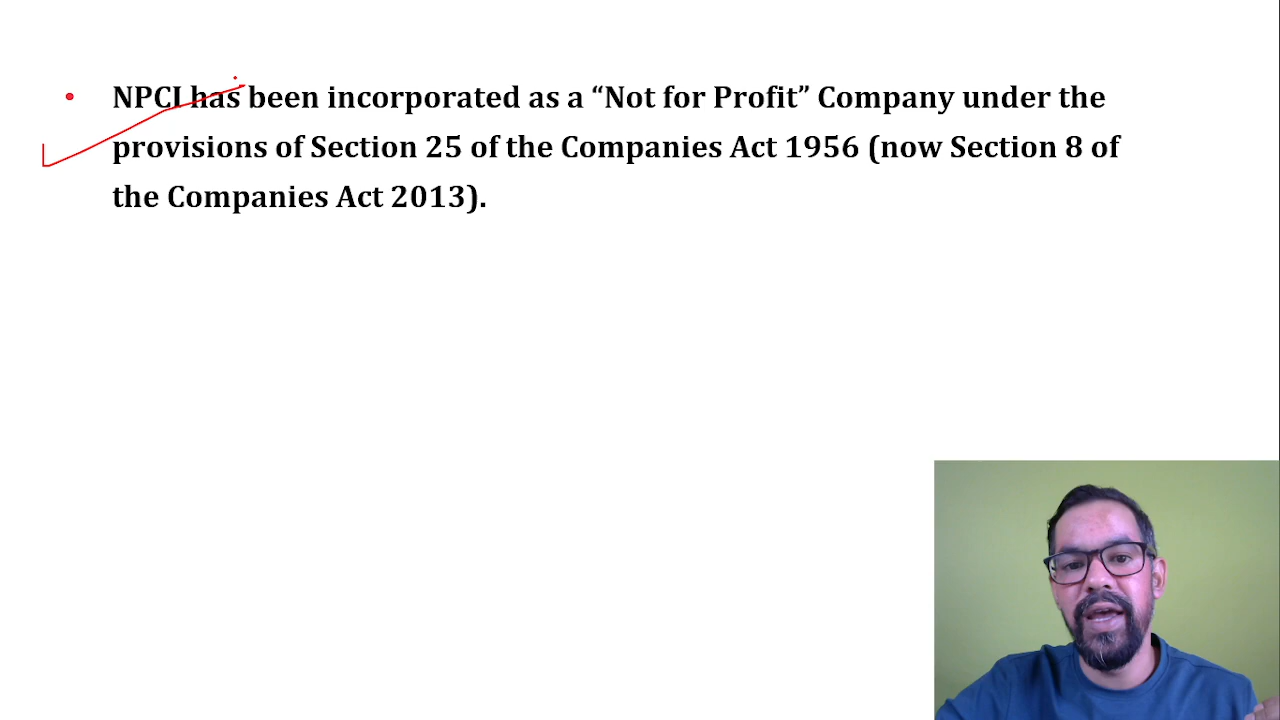 • NPCI has been incorporated as a “Not for Profit” Company under the
provisions of Section 25 of the Companies Act 1956 (now Section 8 of
the Companies Act 2013).